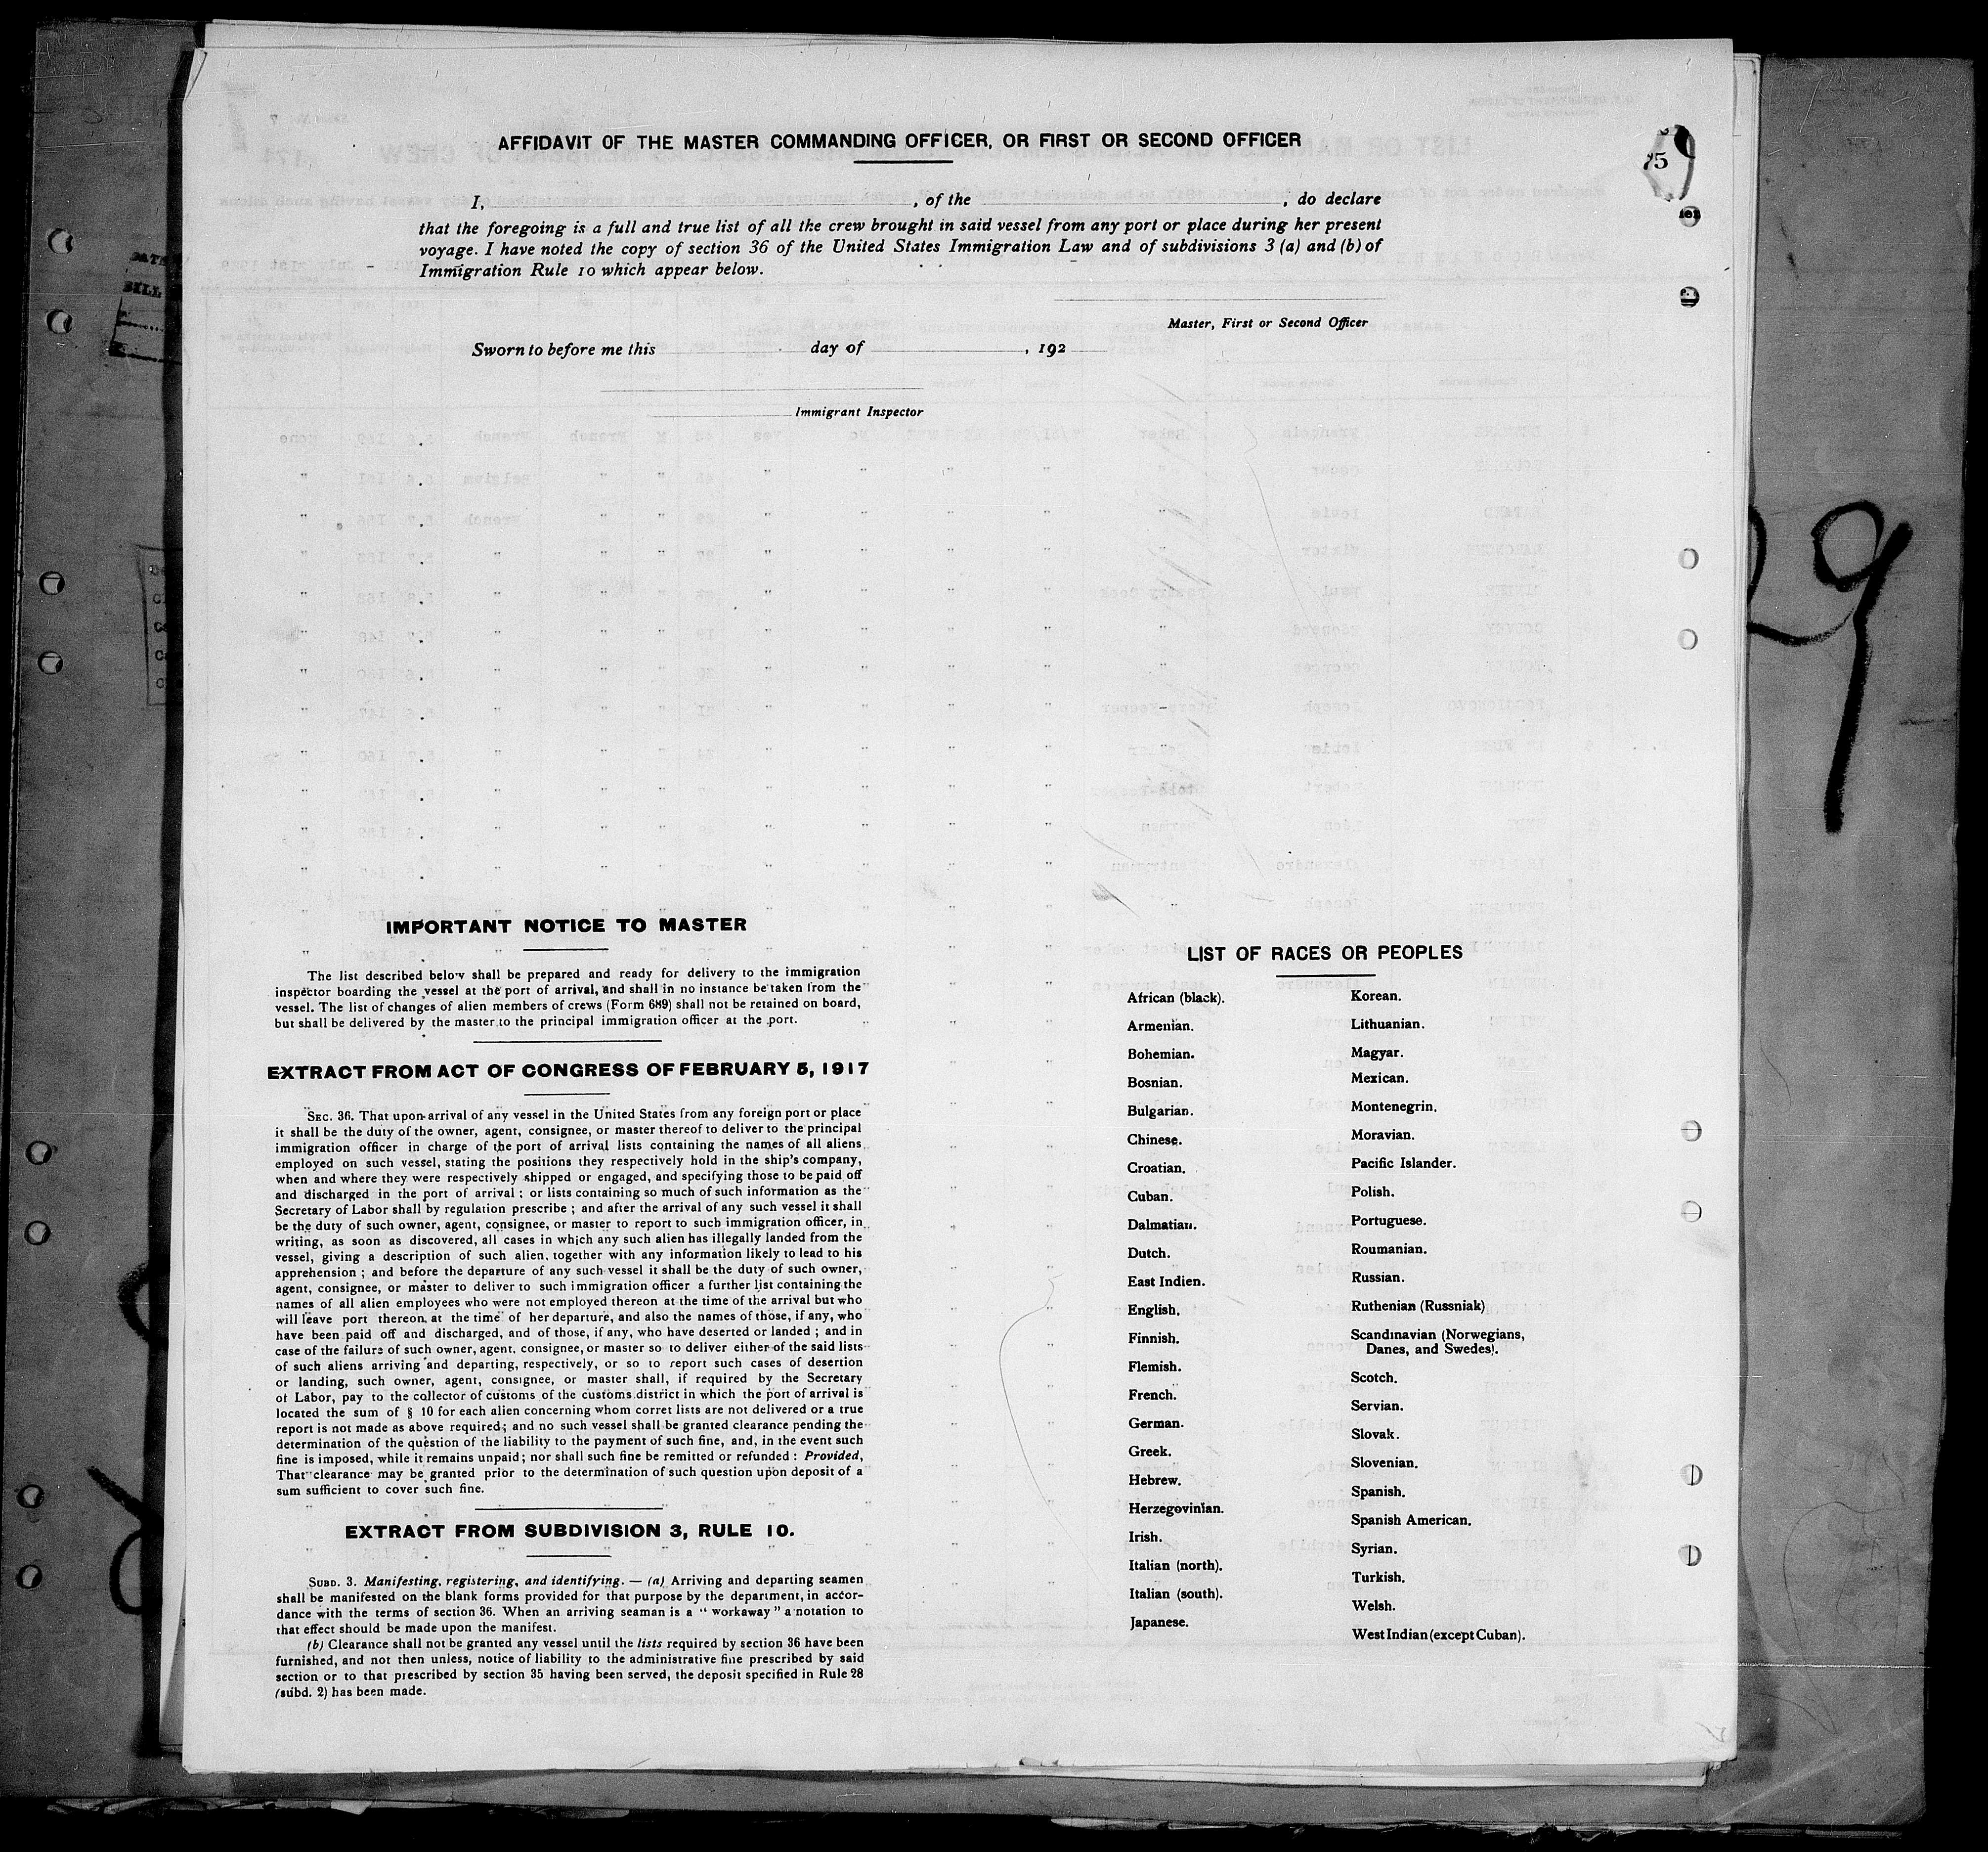 AFFIDAVIT OF THE MASTER COMMANDING OFFICER, OR FIRST OR SECOND OFFICER
I, , of the , do declare
that the foregoing is a full and true list of all the crew brought in said vessel from any port or place during her present
voyage. I have noted the copy of section 36 of the United States Immigration Law and of subdivisions 3 (a) and (b) of
Immigration Rule 10 which appear below.
Master, First or Second Officer
Sworn to before me this day of , 192
Immigrant Inspector
IMPORTANT NOTICE TO MASTER
The list described below shall be prepared and ready for delivery to the immigration
inspector boarding the vessel at the port of arrival, and shall in no instance be taken from the
vessel. The list of changes of alien members of crews (Form 689) shall not be retained on board,
but shall be delivered by the master to the principal immigration officer at the port.
EXTRACT FROM ACT OF CONGRESS OF FEBRUARY 5, 1917
SEC. 36. That upon arrival of any vessel in the United States from any foreign port or place
it shall be the duty of the owner, agent, consignee, or master thereof to deliver to the principal
immigration officer in charge of the port of arrival lists containing the names of all aliens
employed on such vessel, stating the positions they respectively hold in the ship's company,
when and where they were respectively shipped or engaged, and specifying those to be paid off
and discharged in the port of arrival ; or lists containing so much of such information as the
Secretary of Labor shall by regulation prescribe ; and after the arrival of any such vessel it shall
be the duty of such owner, agent, consignee, or master to report to such immigration officer, in
writing, as soon as discovered, all cases in which any such alien has illegally landed from the
vessel, giving a description of such alien, together with any information likely to lead to his
apprehension ; and before the departure of any such vessel it shall be the duty of such owner,
agent, consignee, or master to deliver to such immigration officer a further list containing the
names of all alien employees who were not employed thereon at the time of the arrival but who
will leave port thereon at the time of her departure, and also the names of those, if any, who
have been paid off and discharged, and of those, if any, who have deserted or landed ; and in
case of the failure of such owner, agent, consignee, or master so to deliver either of the said lists
of such aliens arriving and departing, respectively, or so to report such cases of desertion
or landing, such owner, agent, consignee, or master shall, if required by the Secretary
of Labor, pay to the collector of customs of the customs district in which the port of arrival is
located the sum of § 10 for each alien concerning whom corret lists are not delivered or a true
report is not made as above required; and no such vessel shall be granted clearance pending the
determination of the question of the liability to the payment of such fine, and, in the event such
fine is imposed, while it remains unpaid; nor shall such fine be remitted or refunded : Provided,
That clearance may be granted prior to the determination of such question upon deposit of a
sum sufficient to cover such fine.
EXTRACT FROM SUBDIVISION 3, RULE 10.
SUBD. 3. Manifesting, registering, and identifying. — (a) Arriving and departing seamen
shall be manifested on the blank forms provided for that purpose by the department, in accor-
dance with the terms of section 36. When an arriving seaman is a " workaway " a notation to
that effect should be made upon the manifest.
(b) Clearance shall not be granted any vessel until the lists required by section 36 have been
furnished, and not then unless, notice of liability to the administrative fine prescribed by said
section or to that prescribed by section 35 having been served, the deposit specified in Rule 28
(subd. 2) has been made.
LIST OF RACES OR PEOPLES
African (black).
Armenian.
Bohemian.
Bosnian.
Bulgarian.
Chinese.
Croatian.
Cuban.
Dalmatian.
Dutch.
East Indien.
English.
Finnish.
Flemish.
French.
German.
Greek.
Hebrew.
Herzegovinian.
Irish.
Italian (north).
Italian (south).
Japanese.
Korean.
Lithuanian.
Magyar.
Mexican.
Montenegrin.
Moravian.
Pacific Islander.
Polish.
Portuguese.
Roumanian.
Russian.
Ruthenian (Russniak)
Scandinavian (Norwegians,
Danes, and Swedes).
Scotch.
Servian.
Slovak.
Slovenian.
Spanish.
Spanish American.
Syrian.
Turkish.
Welsh.
West Indian (except Cuban).